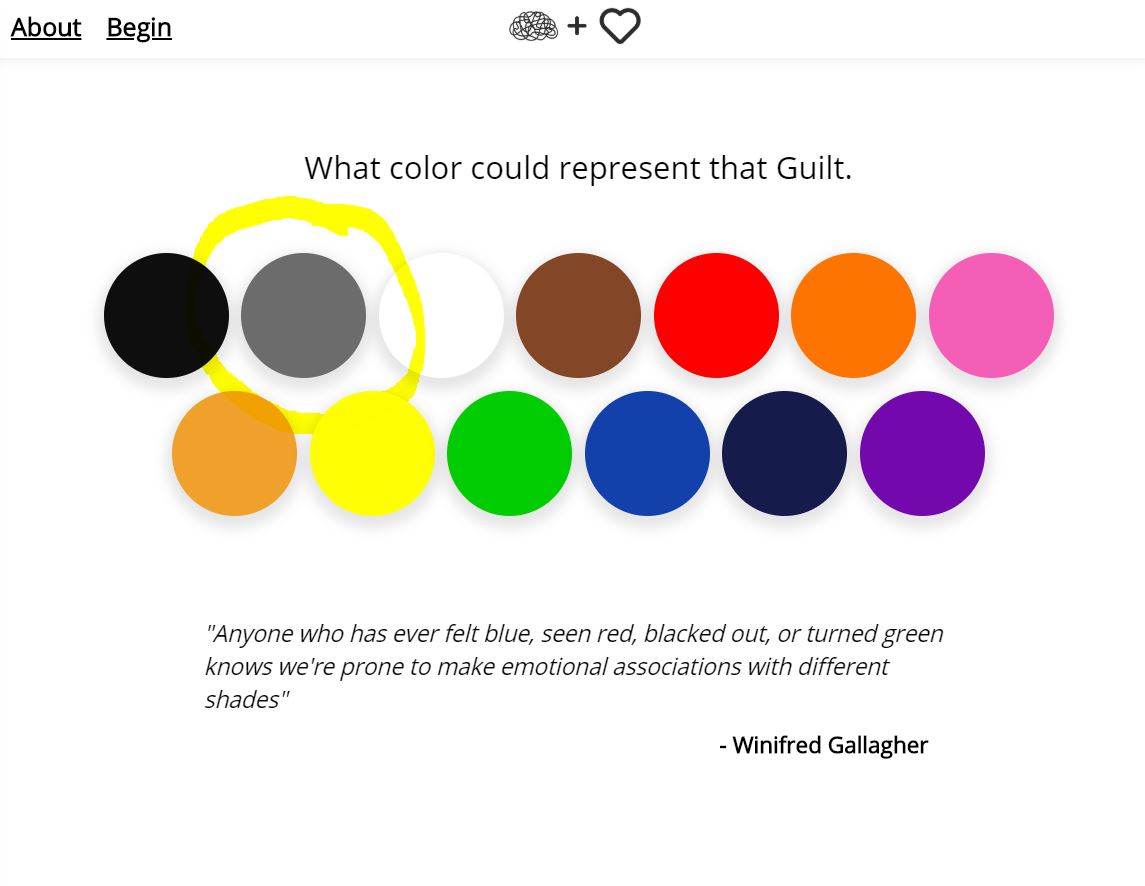 About Begin
What color could represent that Guilt.
"Anyone who has ever felt blue, seen red, blacked out, or turned green
knows we're prone to make emotional associations with different
shades"
- Winifred Gallagher